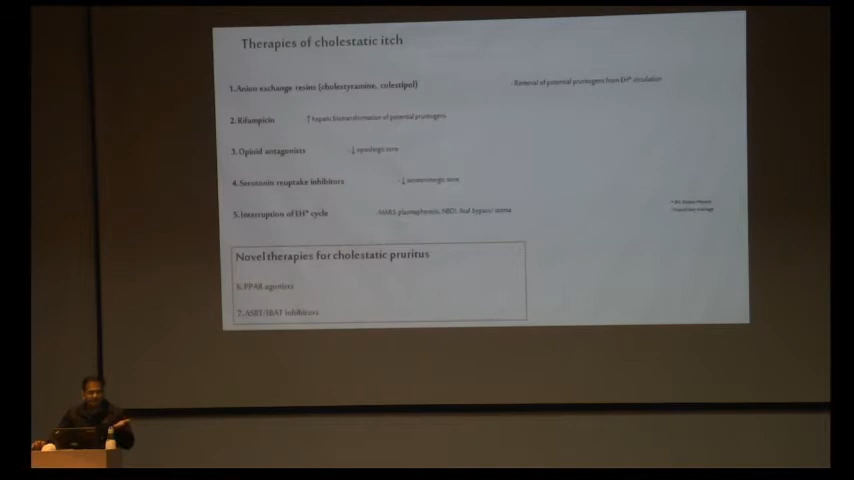 Therapies of cholestatic itch
1. Anion exchange resins (cholestyramine, colestipol) - Removal of potential pruritogens from EH* circulation
2. Rifampicin ↑ hepatic biotransformation of potential pruritogens
3. Opioid antagonists - ↓ opioidergic tone
4. Serotonin reuptake inhibitors - ↓ serotoninergic tone
5. Interruption of EH* cycle - MARS, plasmapheresis, NBD†, ileal bypass/ stoma
Novel therapies for cholestatic pruritus
6. PPAR agonists
7. ASBT/IBAT inhibitors